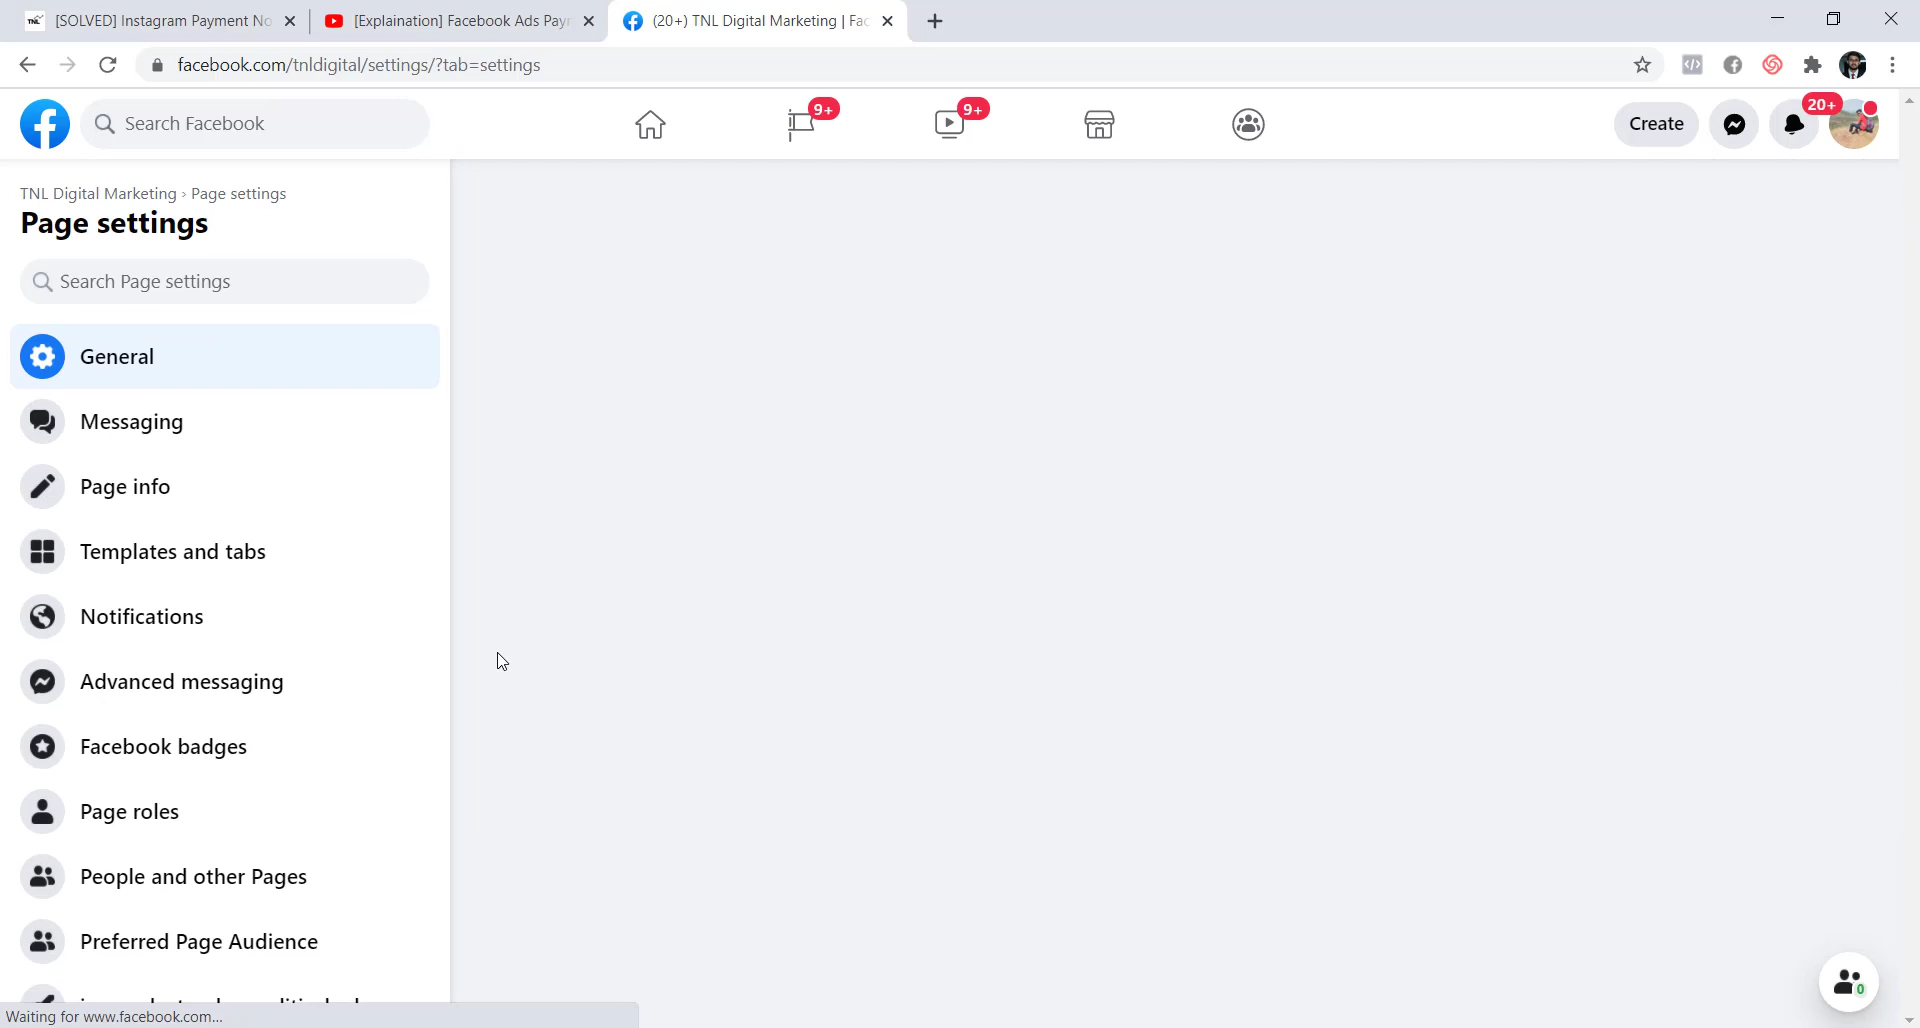 TNL
[SOLVED] Instagram Payment No
[Explaination] Facebook Ads Payn
(20+) TNL Digital Marketing | Fac
facebook.com/tnldigital/settings/?tab=settings
Search Facebook
9+
9+
Create
20+
TNL Digital Marketing › Page settings
Page settings
Search Page settings
General
Messaging
Page info
Templates and tabs
Notifications
Advanced messaging
Facebook badges
Page roles
People and other Pages
Preferred Page Audience
0
Waiting for www.facebook.com...